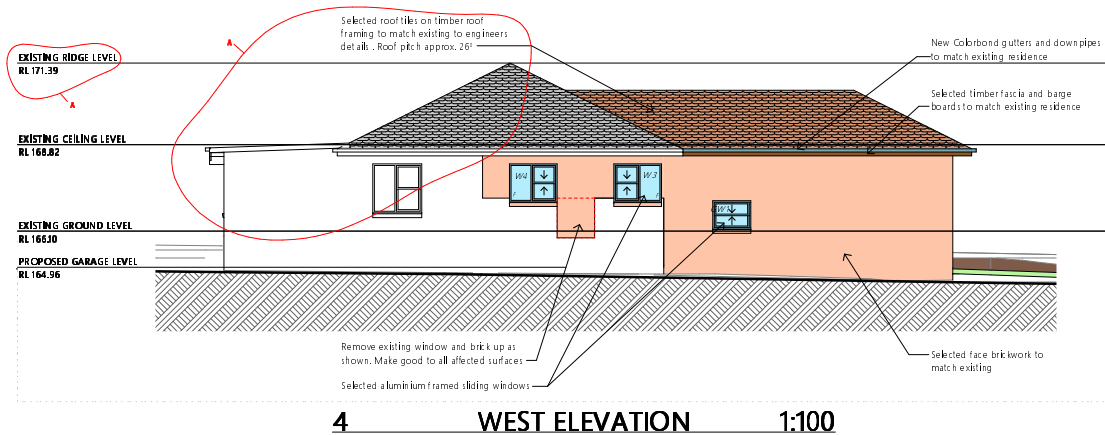 Selected roof tiles on timber roof
framing to match existing to engineers
details . Roof pitch approx. 26°
A
New Colorbond gutters and downpipes
to match existing residence
EXISTING RIDGE LEVEL
RL 171.39
A
Selected timber fascia and barge
boards to match existing residence
EXISTING CEILING LEVEL
RL 168.82
W4
F
W3
F
EXISTING GROUND LEVEL
RL 166.10
PROPOSED GARAGE LEVEL
RL 164.96
Remove existing window and brick up as
shown. Make good to all affected surfaces
Selected face brickwork to
match existing
Selected aluminium framed sliding windows
4 WEST ELEVATION 1:100